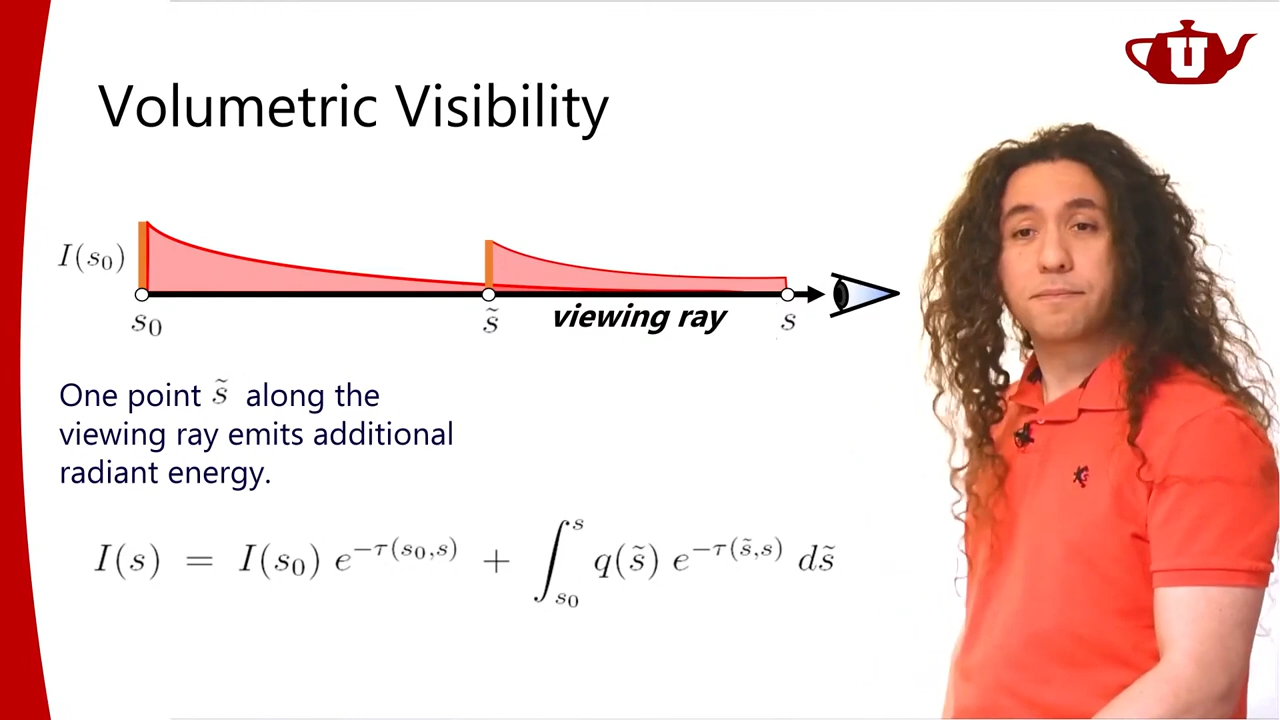 U
Volumetric Visibility
I(s₀)
s₀
s̃
viewing ray
s
One point s̃ along the
viewing ray emits additional
radiant energy.
I(s) = I(s₀) e^{-τ(s₀,s)} + ∫_{s₀}^{s} q(s̃) e^{-τ(s̃,s)} ds̃